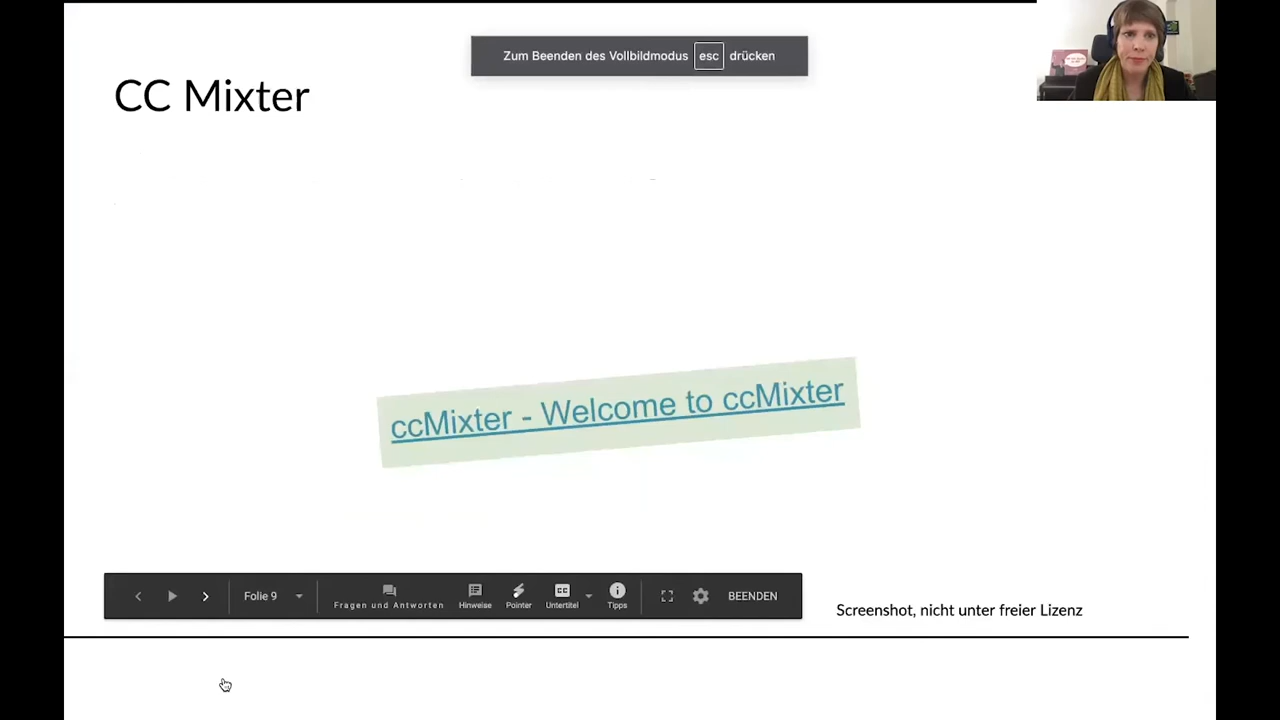 Zum Beenden des Vollbildmodus esc drücken
CC Mixter
ccMixter - Welcome to ccMixter
Folie 9
Fragen und Antworten
Hinweise
Pointer
CC
Untertitel
Tipps
BEENDEN
Screenshot, nicht unter freier Lizenz